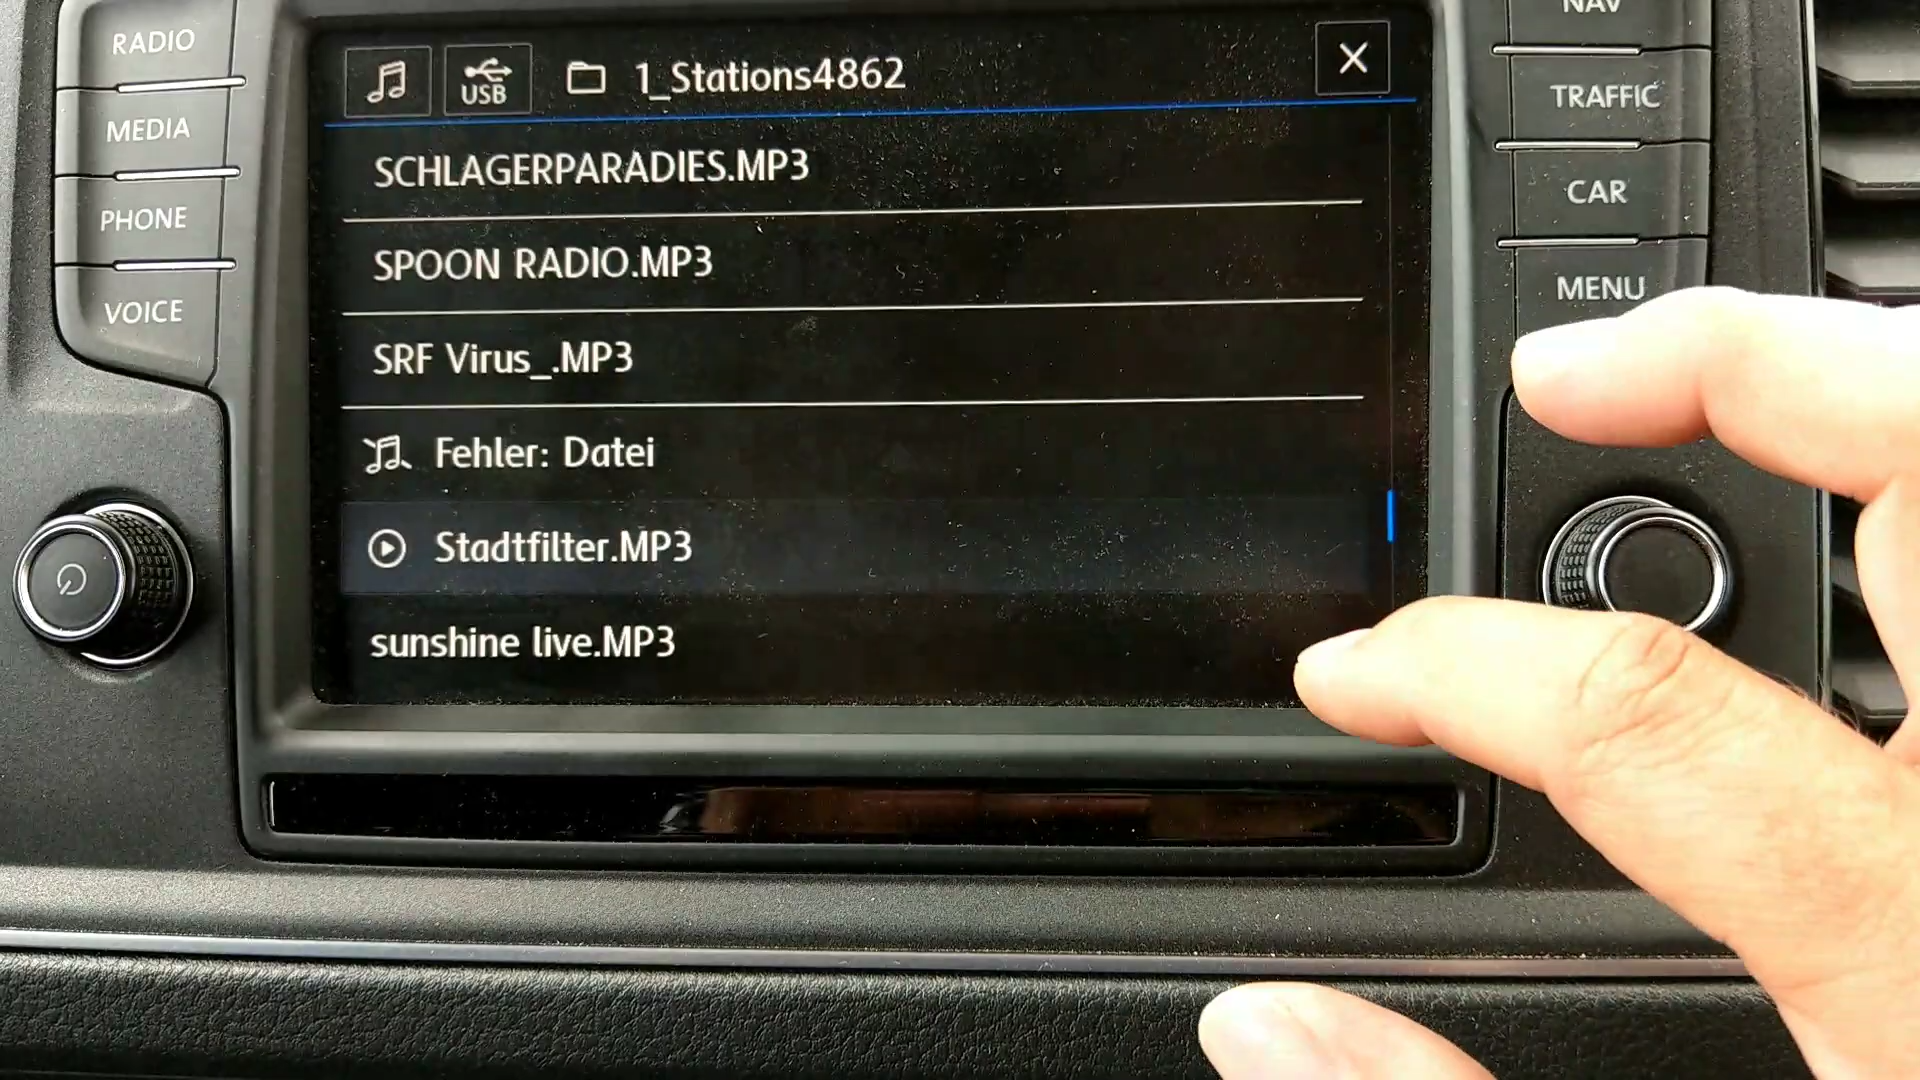 RADIO
MEDIA
PHONE
VOICE
USB
1_Stations4862
SCHLAGERPARADIES.MP3
SPOON RADIO.MP3
SRF Virus_.MP3
Fehler: Datei
Stadtfilter.MP3
sunshine live.MP3
NAV
TRAFFIC
CAR
MENU